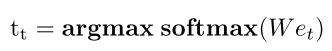 t_t = argmax softmax(We_t)